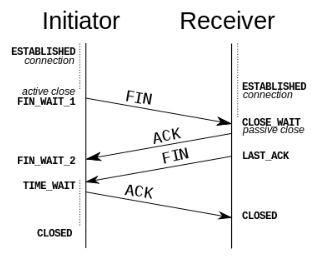 Initiator Receiver
ESTABLISHED
connection
ESTABLISHED
connection
active close
FIN_WAIT_1
FIN
CLOSE_WAIT
passive close
ACK
FIN_WAIT_2
FIN
LAST_ACK
TIME_WAIT
ACK
CLOSED
CLOSED